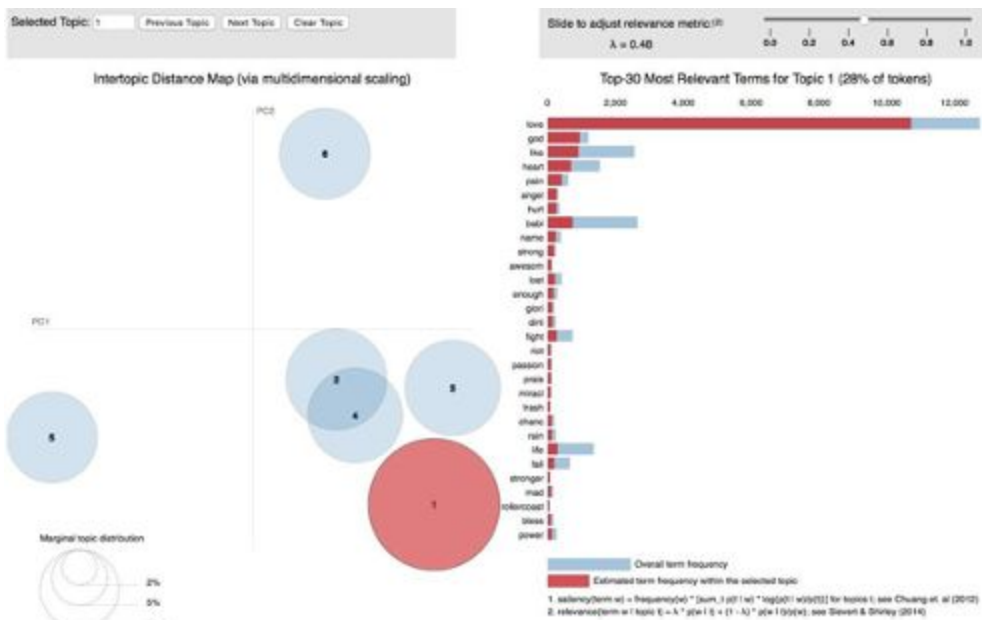 Selected Topic: 1 Previous Topic Next Topic Clear Topic
Slide to adjust relevance metric:(2)
λ = 0.48
0.0 0.2 0.4 0.6 0.8 1.0
Intertopic Distance Map (via multidimensional scaling)
PC2
PC1
6
4
5
1
Marginal topic distribution
2%
5%
Top-30 Most Relevant Terms for Topic 1 (28% of tokens)
0 2,000 4,000 6,000 8,000 10,000 12,000
love
god
like
heart
pain
angel
hurt
babi
name
strong
awesom
lost
enough
glori
dirti
fight
riot
passion
prais
miracl
trash
chanc
rain
life
fall
stronger
mad
rollercoast
bless
power
Overall term frequency
Estimated term frequency within the selected topic
1. saliency(term w) = frequency(w) * [sum_t p(t | w) * log(p(t | w)/p(t))] for topics t; see Chuang et. al (2012)
2. relevance(term w | topic t) = λ * p(w | t) + (1 - λ) * p(w | t)/p(w); see Sievert & Shirley (2014)